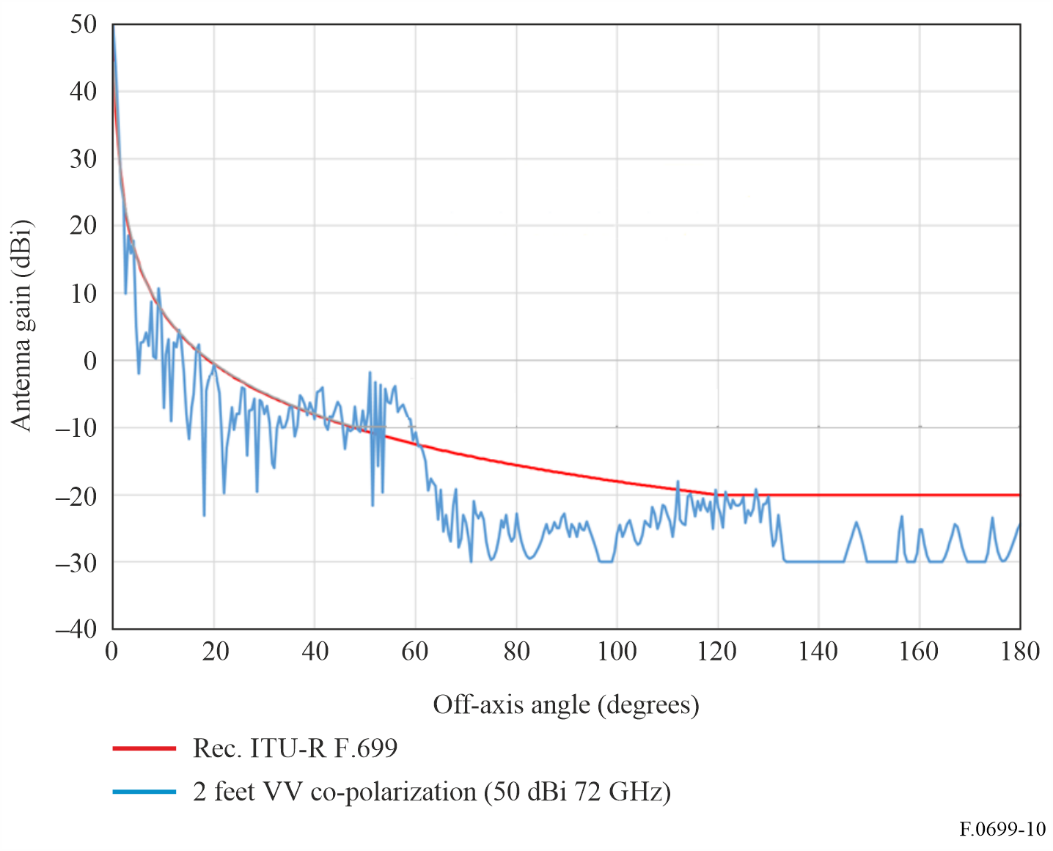 50
40
30
20
10
0
–10
–20
–30
–40
Antenna gain (dBi)
0 20 40 60 80 100 120 140 160 180
Off-axis angle (degrees)
Rec. ITU-R F.699
2 feet VV co-polarization (50 dBi 72 GHz)
F.0699-10